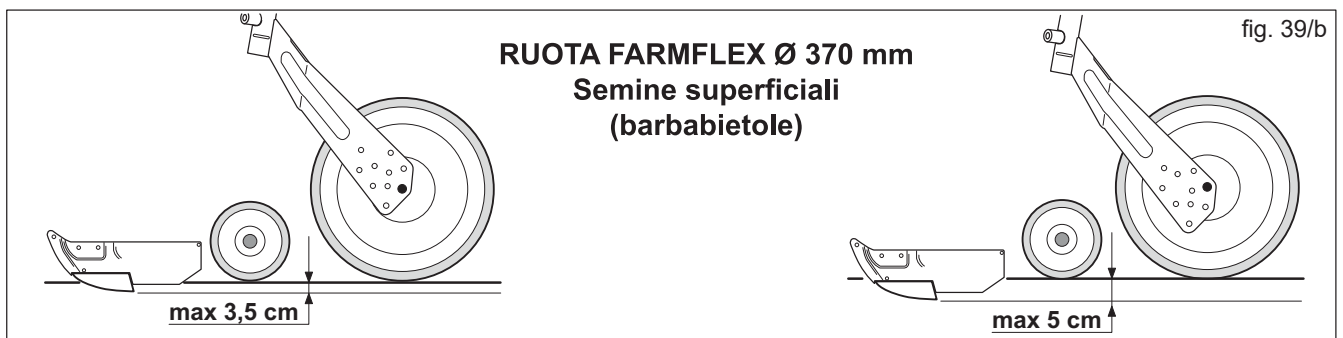 fig. 39/b
RUOTA FARMFLEX Ø 370 mm
Semine superficiali
(barbabietole)
max 3,5 cm
max 5 cm